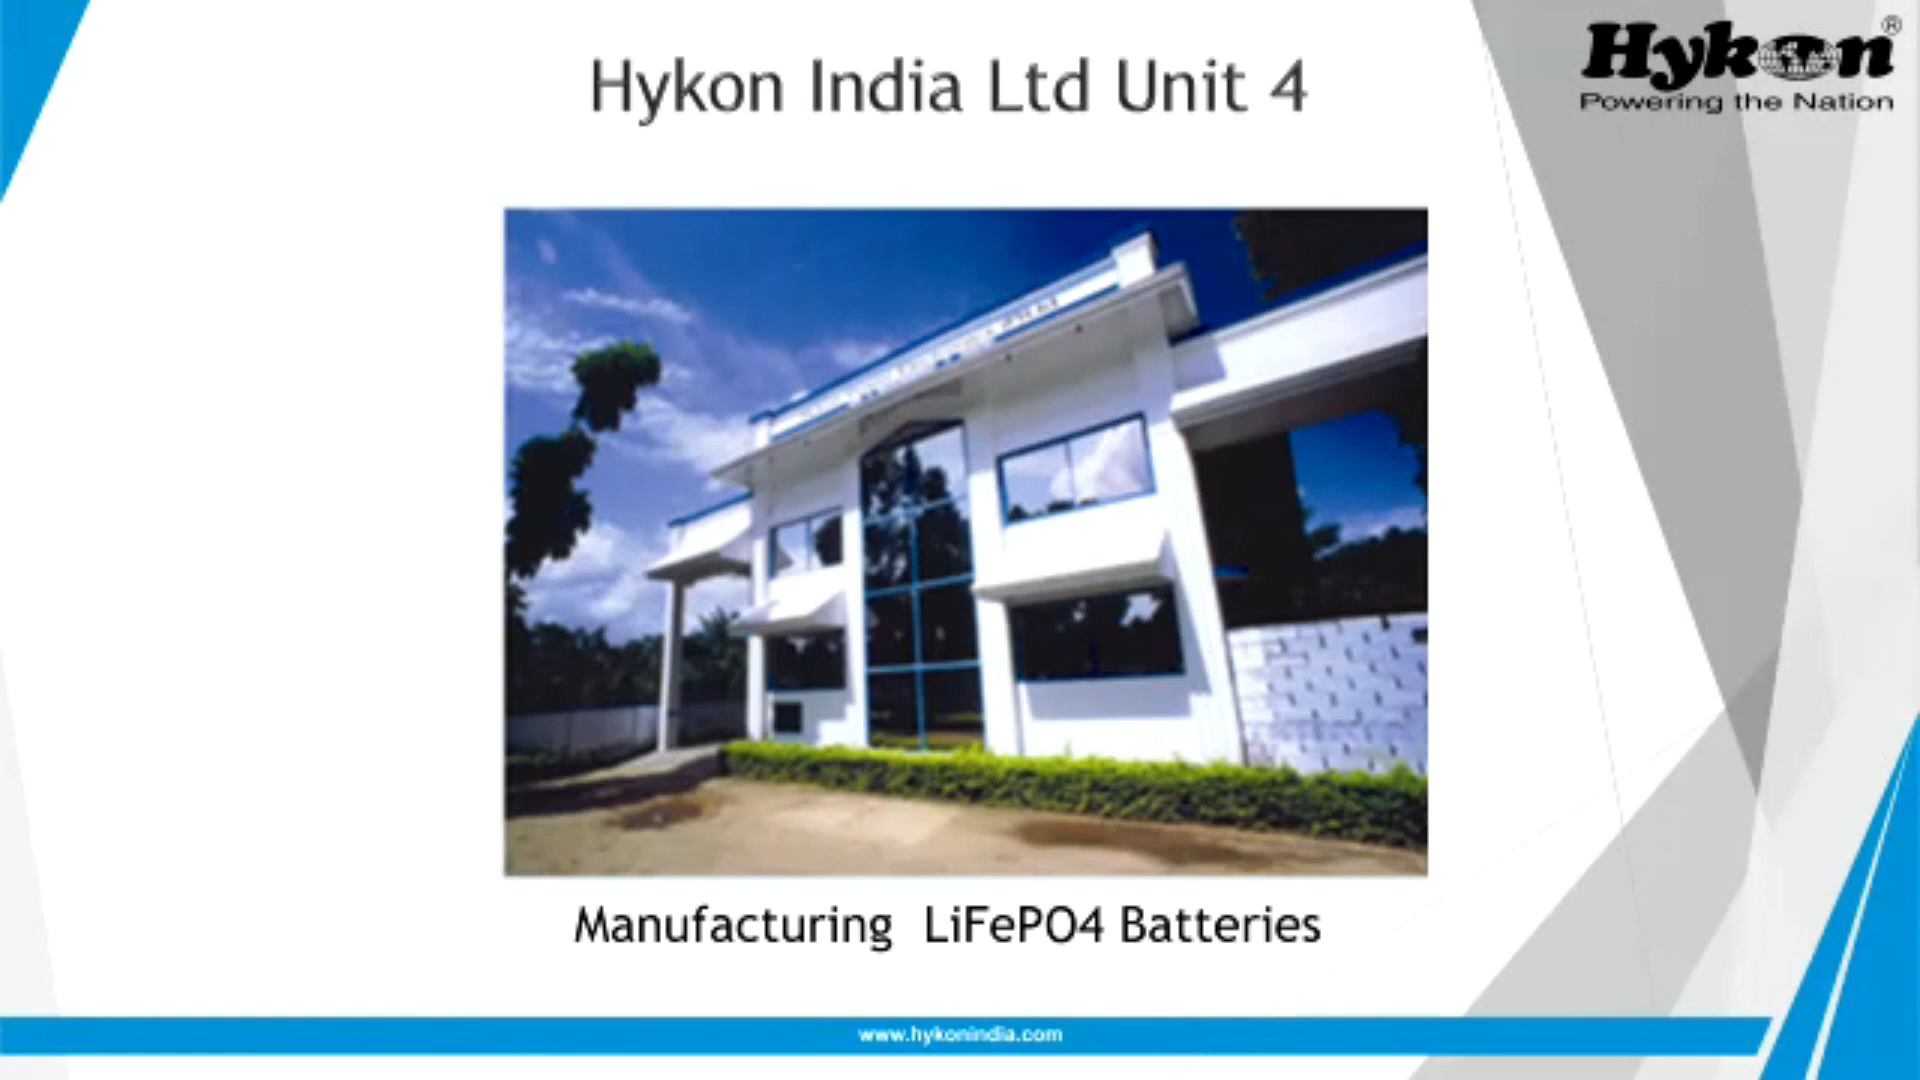 Hykon India Ltd Unit 4
Hykon®
Powering the Nation
Manufacturing LiFePO4 Batteries
www.hykonindia.com